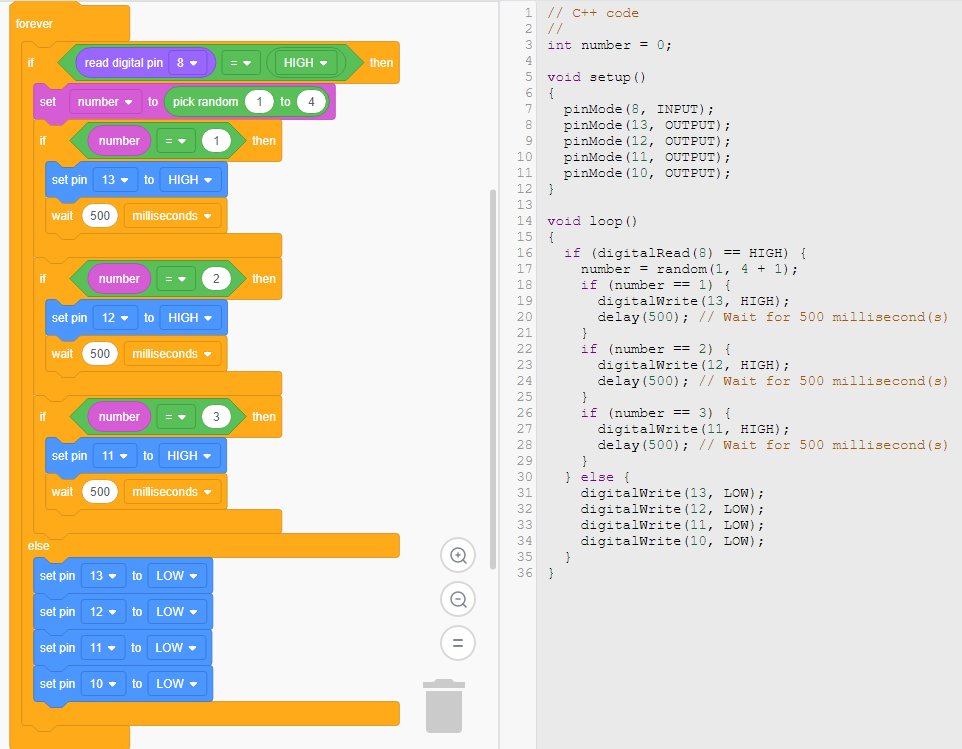 forever
if read digital pin 8 = HIGH then
set number to pick random 1 to 4
if number = 1 then
set pin 13 to HIGH
wait 500 milliseconds
if number = 2 then
set pin 12 to HIGH
wait 500 milliseconds
if number = 3 then
set pin 11 to HIGH
wait 500 milliseconds
else
set pin 13 to LOW
set pin 12 to LOW
set pin 11 to LOW
set pin 10 to LOW
=
1 // C++ code
2 //
3 int number = 0;
4
5 void setup()
6 {
7   pinMode(8, INPUT);
8   pinMode(13, OUTPUT);
9   pinMode(12, OUTPUT);
10   pinMode(11, OUTPUT);
11   pinMode(10, OUTPUT);
12 }
13
14 void loop()
15 {
16   if (digitalRead(8) == HIGH) {
17     number = random(1, 4 + 1);
18     if (number == 1) {
19       digitalWrite(13, HIGH);
20       delay(500); // Wait for 500 millisecond(s)
21     }
22     if (number == 2) {
23       digitalWrite(12, HIGH);
24       delay(500); // Wait for 500 millisecond(s)
25     }
26     if (number == 3) {
27       digitalWrite(11, HIGH);
28       delay(500); // Wait for 500 millisecond(s)
29     }
30   } else {
31     digitalWrite(13, LOW);
32     digitalWrite(12, LOW);
33     digitalWrite(11, LOW);
34     digitalWrite(10, LOW);
35   }
36 }